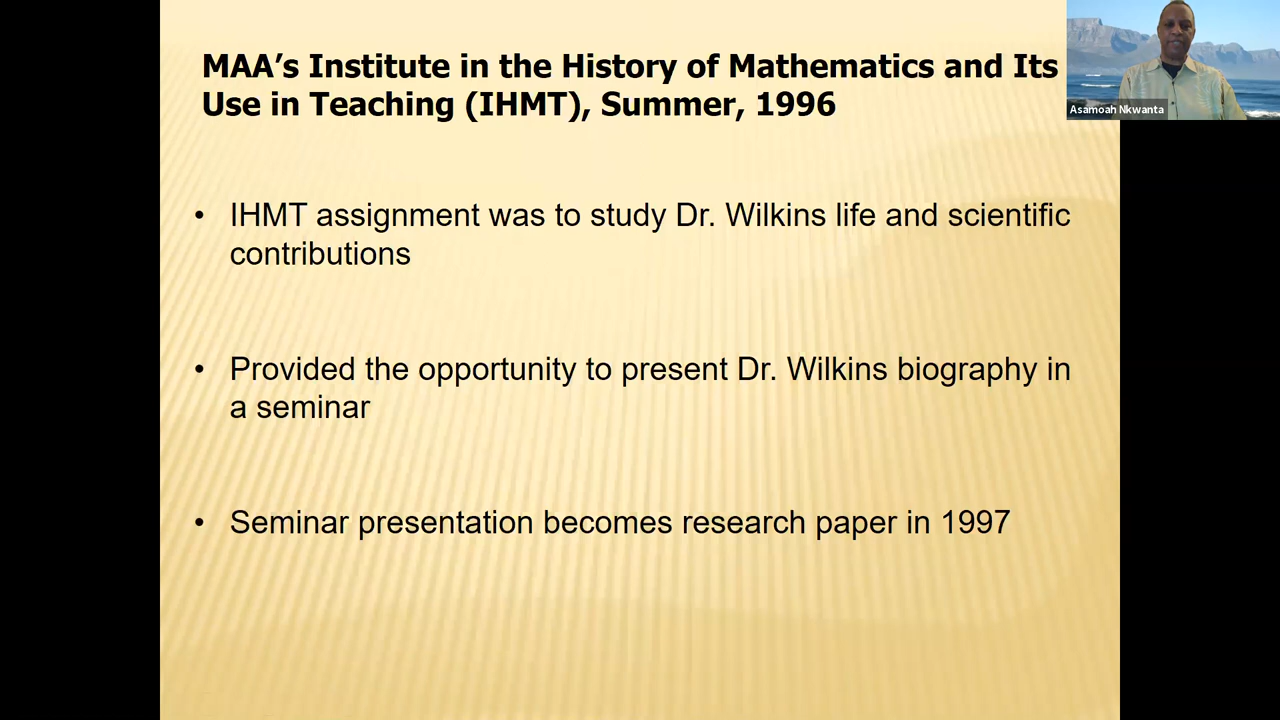 MAA's Institute in the History of Mathematics and Its
Use in Teaching (IHMT), Summer, 1996
Asamoah Nkwanta
• IHMT assignment was to study Dr. Wilkins life and scientific
contributions
• Provided the opportunity to present Dr. Wilkins biography in
a seminar
• Seminar presentation becomes research paper in 1997